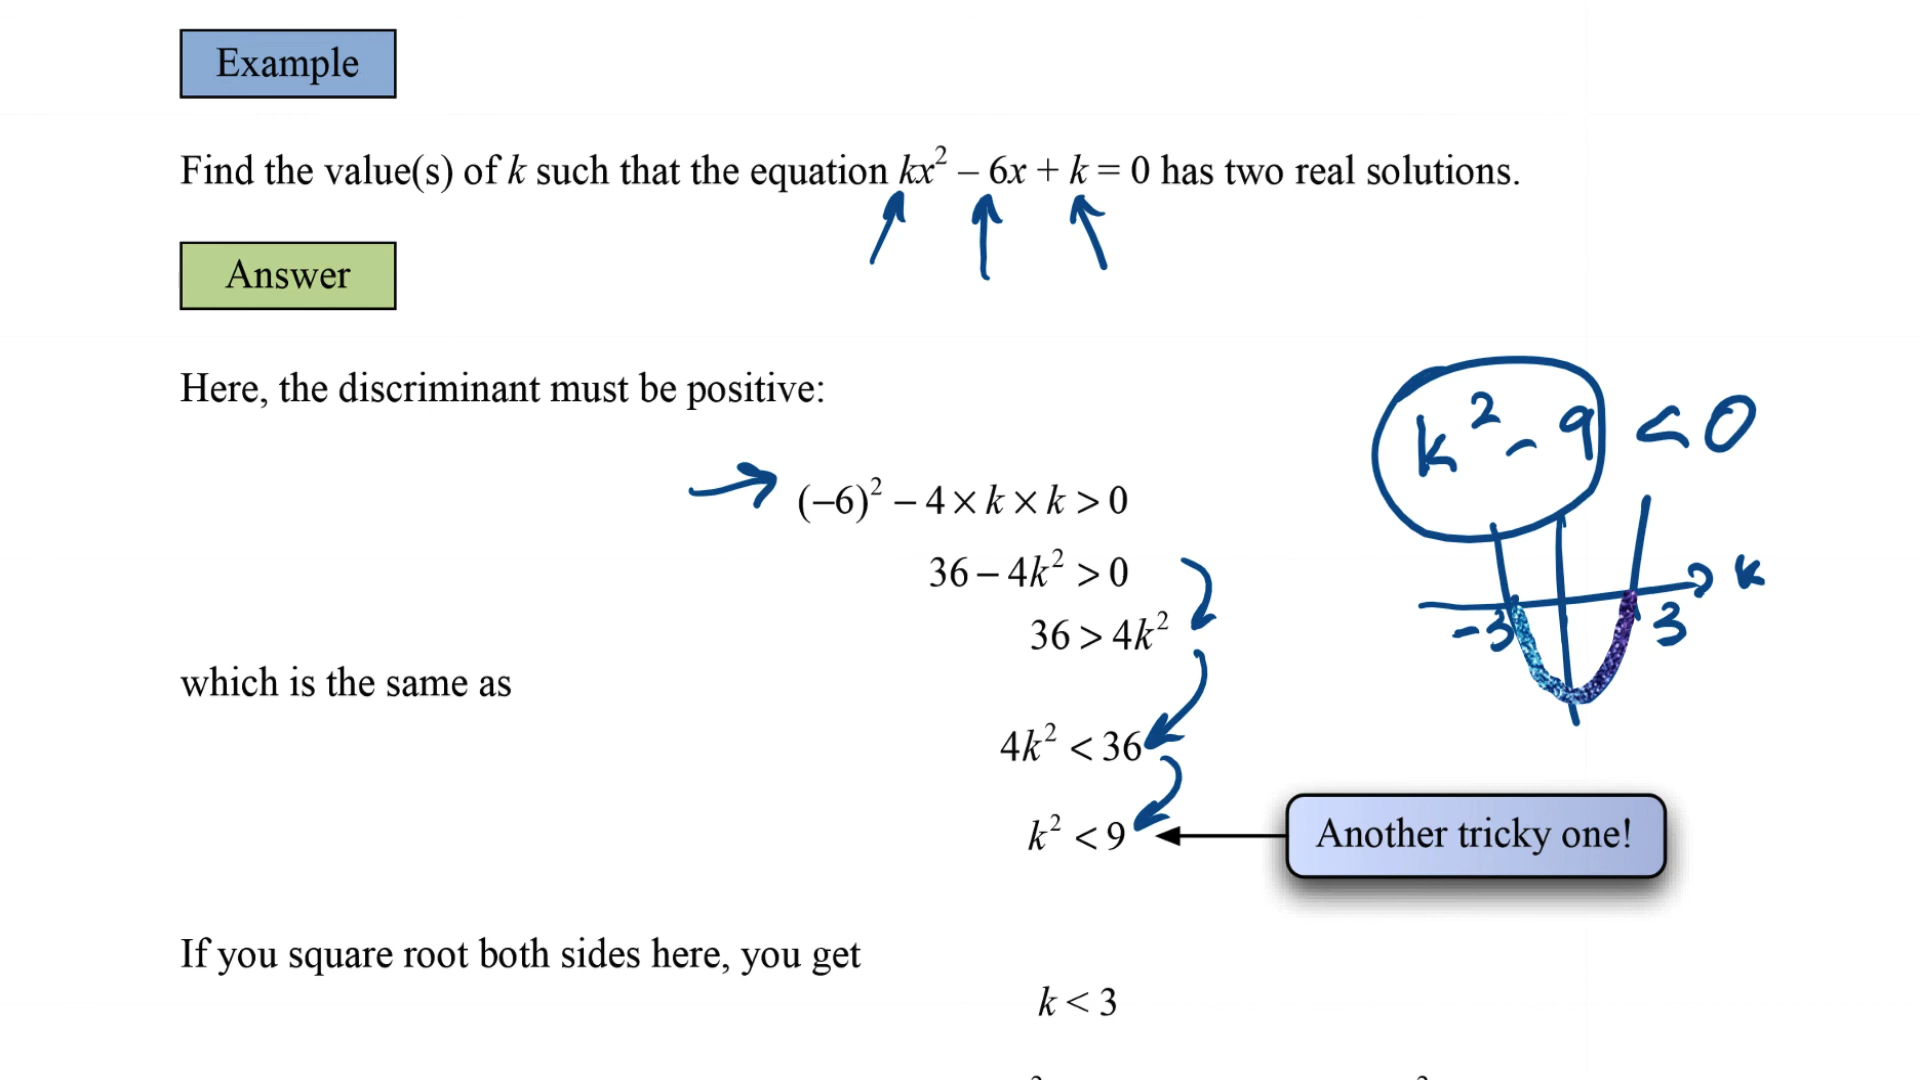 Example
Find the value(s) of k such that the equation kx² – 6x + k = 0 has two real solutions.
Answer
Here, the discriminant must be positive:
k² - 9 < 0
(–6)² – 4 × k × k > 0
36 – 4k² > 0
k
-3
3
36 > 4k²
which is the same as
4k² < 36
k² < 9
Another tricky one!
If you square root both sides here, you get
k < 3